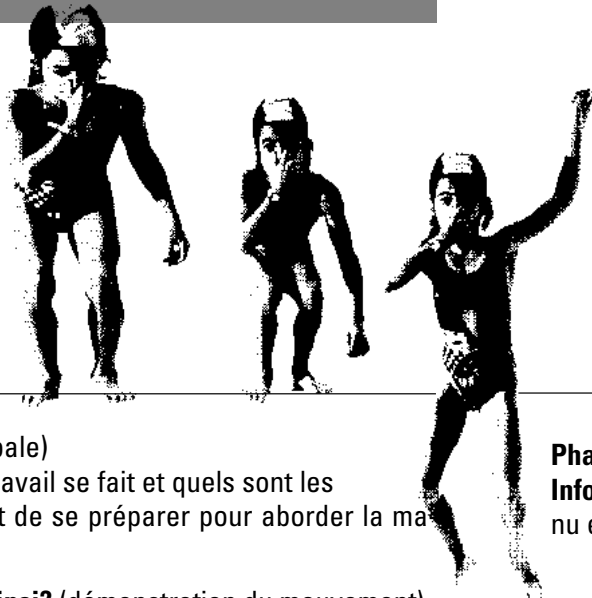 pale)
avail se fait et quels sont les
t de se préparer pour aborder la ma
insi? (démonstration du mouvement)
Pha
Info
nu e